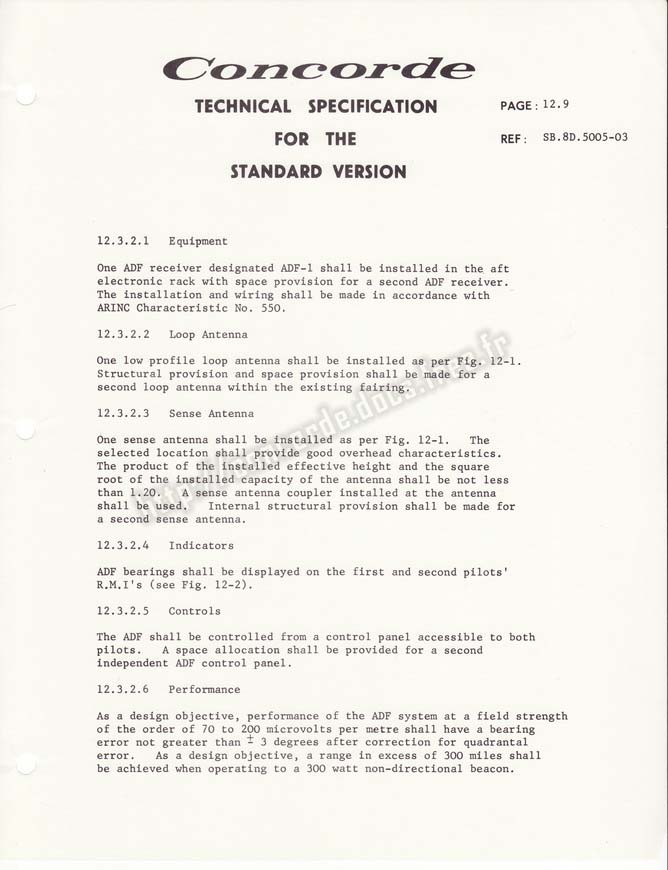 Concorde
TECHNICAL SPECIFICATION
FOR THE
STANDARD VERSION
PAGE: 12.9
REF: SB.8D.5005-03
12.3.2.1 Equipment
One ADF receiver designated ADF-1 shall be installed in the aft
electronic rack with space provision for a second ADF receiver.
The installation and wiring shall be made in accordance with
ARINC Characteristic No. 550.
12.3.2.2 Loop Antenna
One low profile loop antenna shall be installed as per Fig. 12-1.
Structural provision and space provision shall be made for a
second loop antenna within the existing fairing.
12.3.2.3 Sense Antenna
One sense antenna shall be installed as per Fig. 12-1. The
selected location shall provide good overhead characteristics.
The product of the installed effective height and the square
root of the installed capacity of the antenna shall be not less
than 1.20. A sense antenna coupler installed at the antenna
shall be used. Internal structural provision shall be made for
a second sense antenna.
12.3.2.4 Indicators
ADF bearings shall be displayed on the first and second pilots'
R.M.I's (see Fig. 12-2).
12.3.2.5 Controls
The ADF shall be controlled from a control panel accessible to both
pilots. A space allocation shall be provided for a second
independent ADF control panel.
12.3.2.6 Performance
As a design objective, performance of the ADF system at a field strength
of the order of 70 to 200 microvolts per metre shall have a bearing
error not greater than ± 3 degrees after correction for quadrantal
error. As a design objective, a range in excess of 300 miles shall
be achieved when operating to a 300 watt non-directional beacon.
http://concorde.docs.free.fr